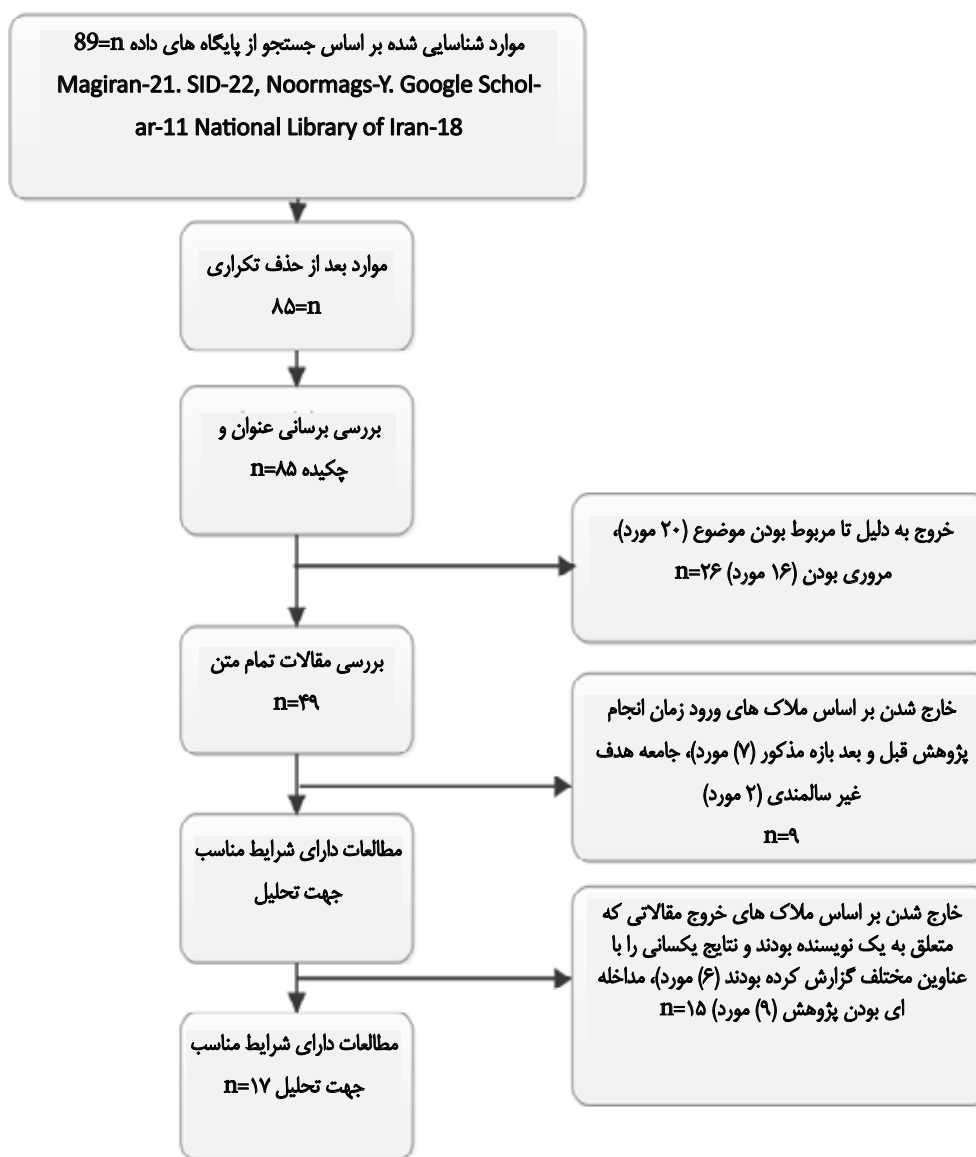 موارد شناسایی شده بر اساس جستجو از پایگاه های داده 89=n
Magiran-21. SID-22, Noormags-Y. Google Schol-
ar-11 National Library of Iran-18
موارد بعد از حذف تکراری
۸۵=n
بررسی برسانی عنوان و
چکیده n=۸۵
خروج به دلیل تا مربوط بودن موضوع (۲۰ مورد)،
مروری بودن (۱۶ مورد) n=۲۶
بررسی مقالات تمام متن
n=۴۹
خارج شدن بر اساس ملاک های ورود زمان انجام
پژوهش قبل و بعد بازه مذکور (۷) مورد)، جامعه هدف
غیر سالمندی (۲ مورد)
n=۹
مطالعات دارای شرایط مناسب
جهت تحلیل
خارج شدن بر اساس ملاک های خروج مقالاتی که
متعلق به یک نویسنده بودند و نتایج یکسانی را با
عناوین مختلف گزارش کرده بودند (۶) مورد)، مداخله
ای بودن پژوهش (۹) مورد) n=۱۵
مطالعات دارای شرایط مناسب
جهت تحلیل n=۱۷